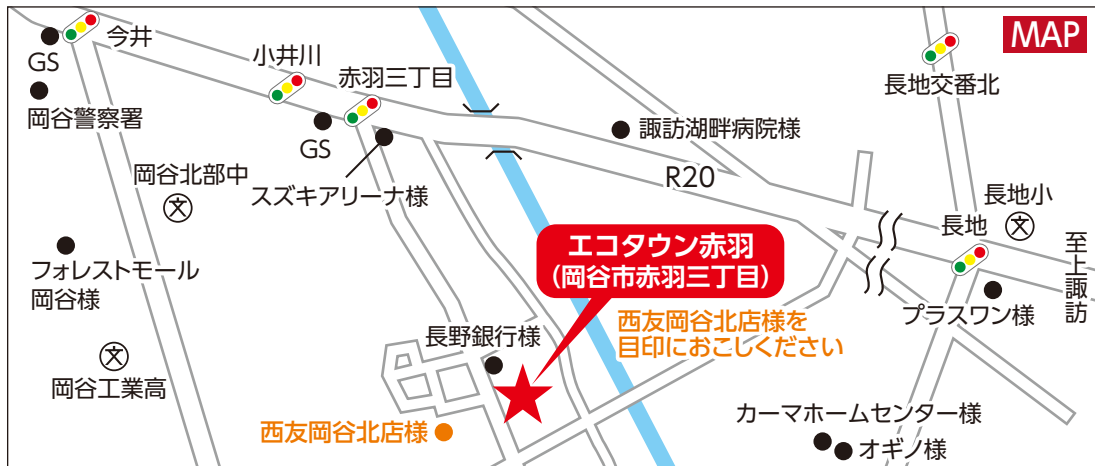 MAP
今井
GS
岡谷警察署
小井川
赤羽三丁目
GS
スズキアリーナ様
諏訪湖畔病院様
長地交番北
R20
岡谷北部中
文
長地小
文
長地
至上諏訪
プラスワン様
フォレストモール
岡谷様
エコタウン赤羽
(岡谷市赤羽三丁目)
西友岡谷北店様を
目印におこしください
長野銀行様
文
岡谷工業高
西友岡谷北店様
カーマホームセンター様
オギノ様